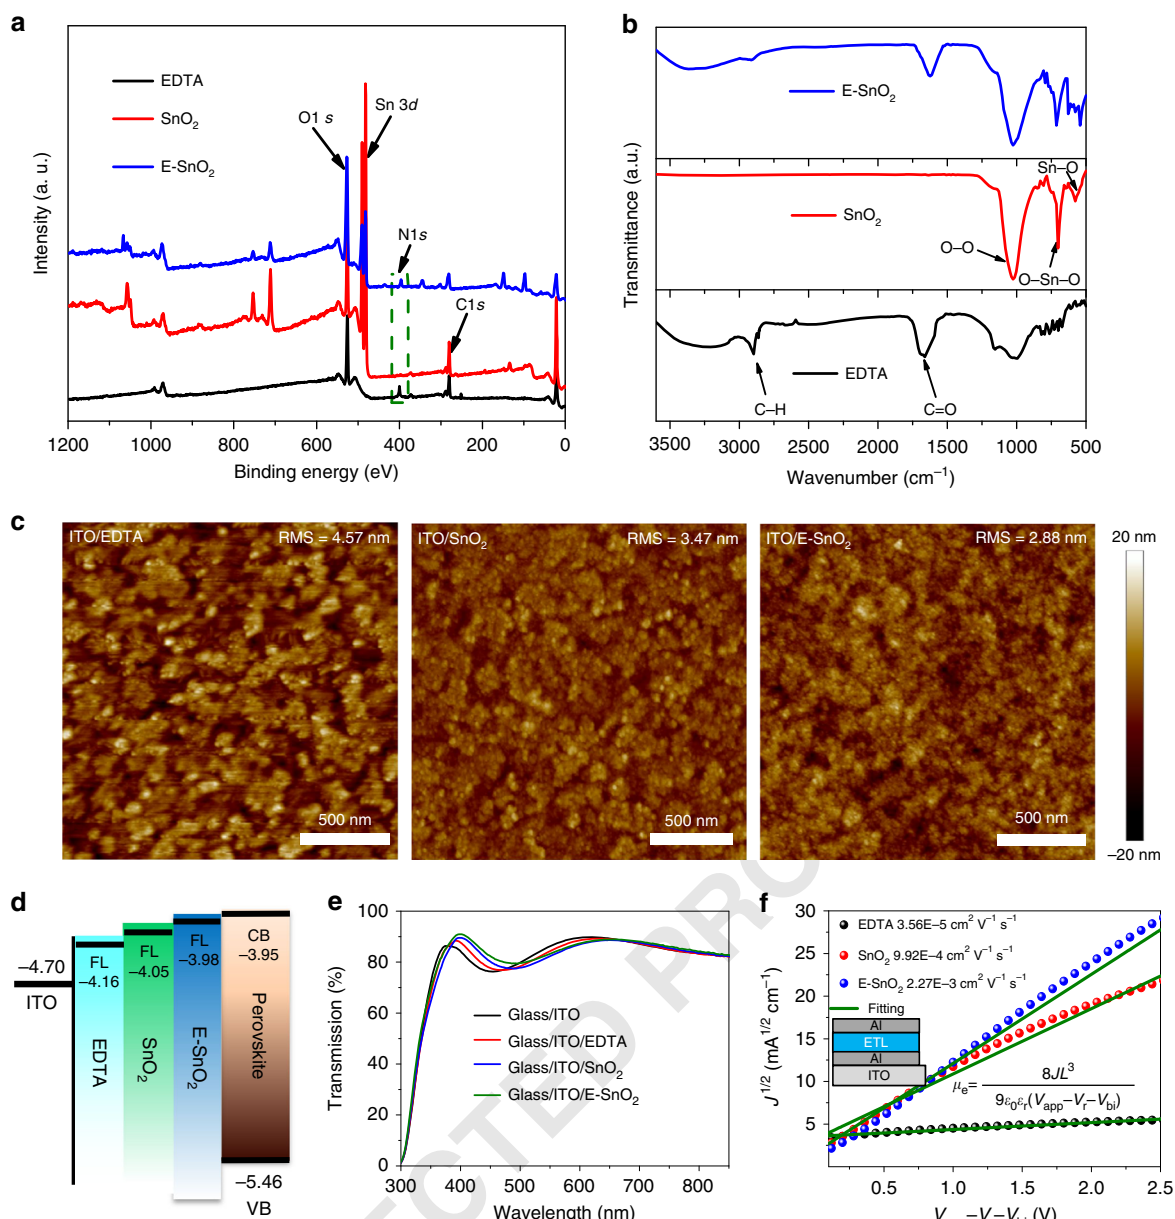 a
EDTA
SnO₂
E-SnO₂
O1 s
Sn 3d
N1s
C1s
Intensity (a. u.)
1200 1000 800 600 400 200 0
Binding energy (eV)
b
E-SnO₂
SnO₂
Sn–O
O–O
O–Sn–O
EDTA
C–H
C=O
Transmittance (a.u.)
3500 3000 2500 2000 1500 1000 500
Wavenumber (cm⁻¹)
c
ITO/EDTA RMS = 4.57 nm
500 nm
ITO/SnO₂ RMS = 3.47 nm
500 nm
ITO/E-SnO₂ RMS = 2.88 nm
500 nm
20 nm
–20 nm
d
–4.70
ITO
FL
–4.16
EDTA
FL
–4.05
SnO₂
FL
–3.98
E-SnO₂
CB
–3.95
Perovskite
–5.46
VB
e
100
80
60
40
20
0
Transmission (%)
Glass/ITO
Glass/ITO/EDTA
Glass/ITO/SnO₂
Glass/ITO/E-SnO₂
300 400 500 600 700 800
Wavelength (nm)
f
30
25
20
15
10
5
J^1/2 (mA^1/2 cm⁻¹)
EDTA 3.56E–5 cm² V⁻¹ s⁻¹
SnO₂ 9.92E–4 cm² V⁻¹ s⁻¹
E-SnO₂ 2.27E–3 cm² V⁻¹ s⁻¹
Fitting
Al
ETL
Al
ITO
μₑ= 8JL³ / 9ε₀εᵣ(V_app–V_r–V_bi)
0.5 1.0 1.5 2.0 2.5
(V)